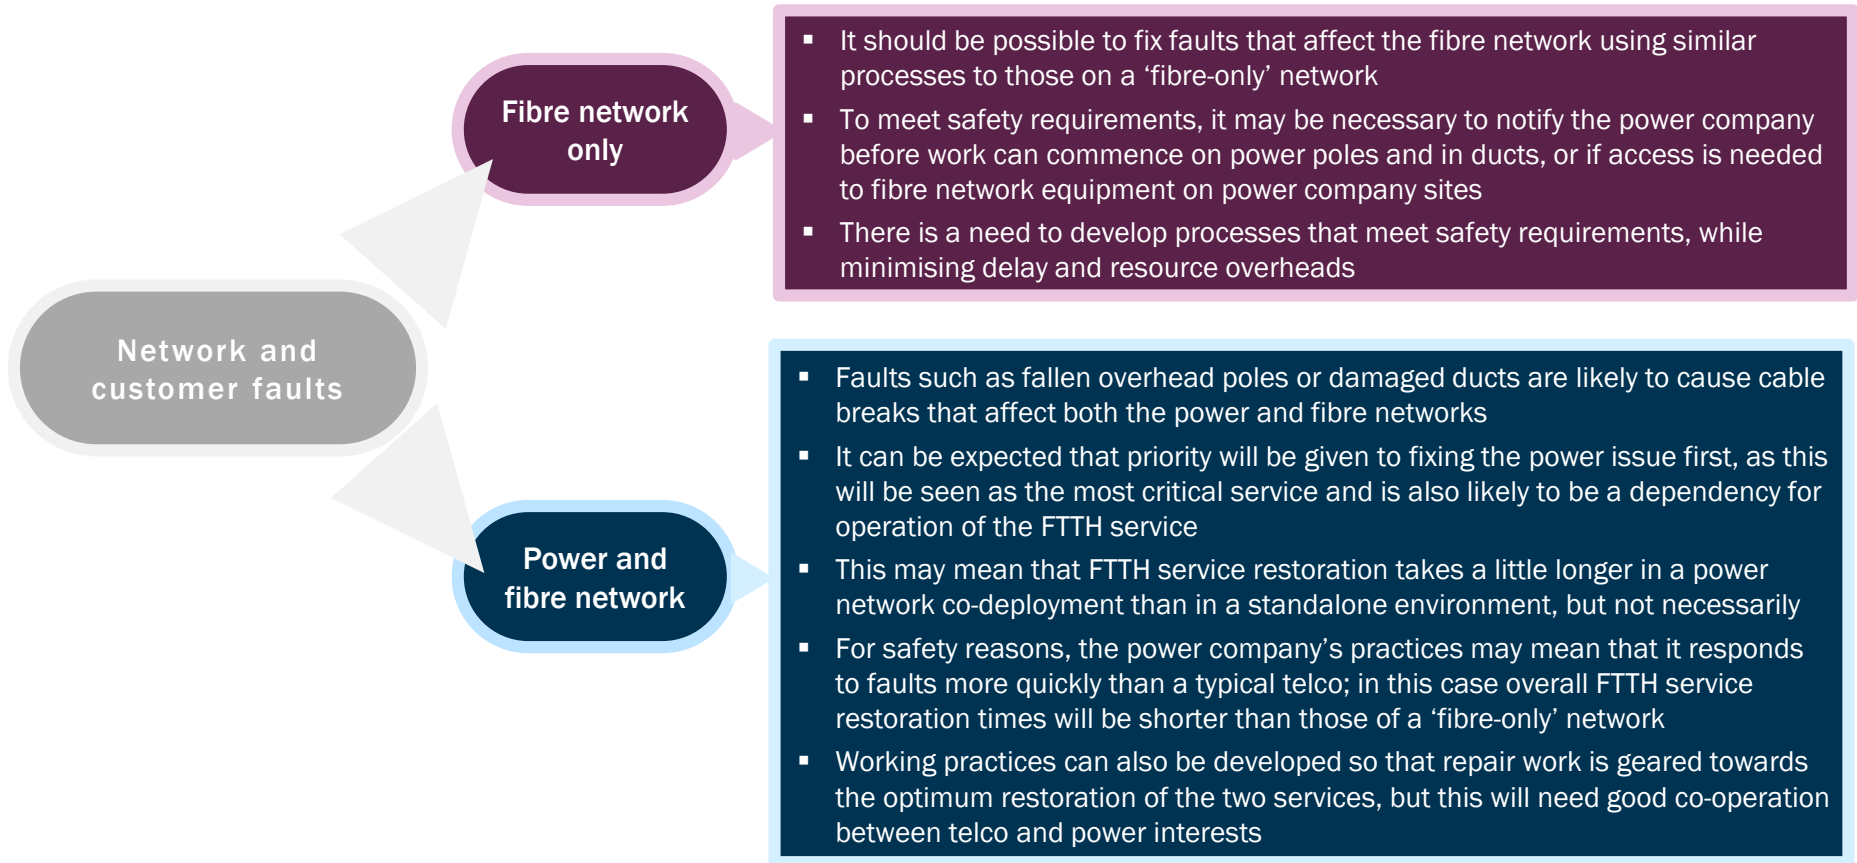 Network and
customer faults
Fibre network
only
▪ It should be possible to fix faults that affect the fibre network using similar
processes to those on a ‘fibre-only’ network
▪ To meet safety requirements, it may be necessary to notify the power company
before work can commence on power poles and in ducts, or if access is needed
to fibre network equipment on power company sites
▪ There is a need to develop processes that meet safety requirements, while
minimising delay and resource overheads
Power and
fibre network
▪ Faults such as fallen overhead poles or damaged ducts are likely to cause cable
breaks that affect both the power and fibre networks
▪ It can be expected that priority will be given to fixing the power issue first, as this
will be seen as the most critical service and is also likely to be a dependency for
operation of the FTTH service
▪ This may mean that FTTH service restoration takes a little longer in a power
network co-deployment than in a standalone environment, but not necessarily
▪ For safety reasons, the power company’s practices may mean that it responds
to faults more quickly than a typical telco; in this case overall FTTH service
restoration times will be shorter than those of a ‘fibre-only’ network
▪ Working practices can also be developed so that repair work is geared towards
the optimum restoration of the two services, but this will need good co-operation
between telco and power interests